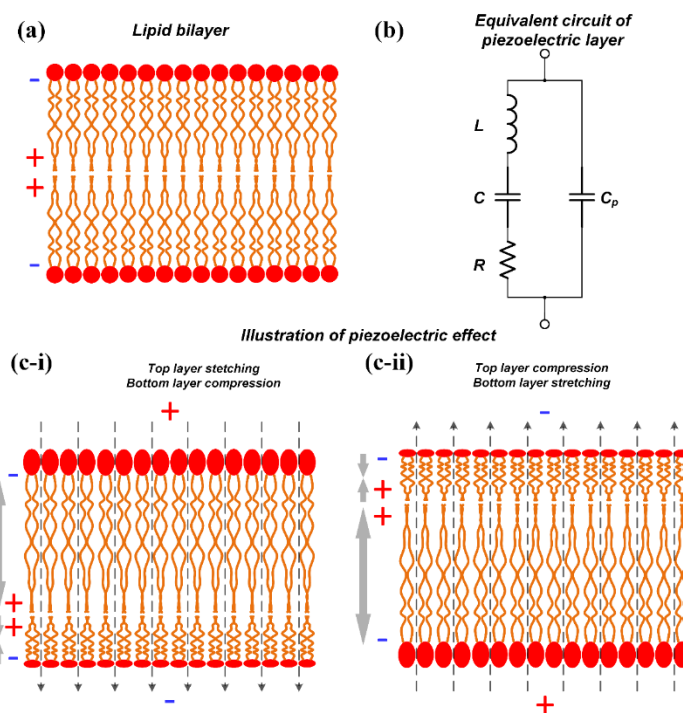 (a)
Lipid bilayer
-
+
+
-
(b)
Equivalent circuit of
piezoelectric layer
L
C
Cp
R
Illustration of piezoelectric effect
(c-i)
Top layer stetching
Bottom layer compression
+
-
+
+
-
-
(c-ii)
Top layer compression
Bottom layer stretching
-
-
+
+
-
+